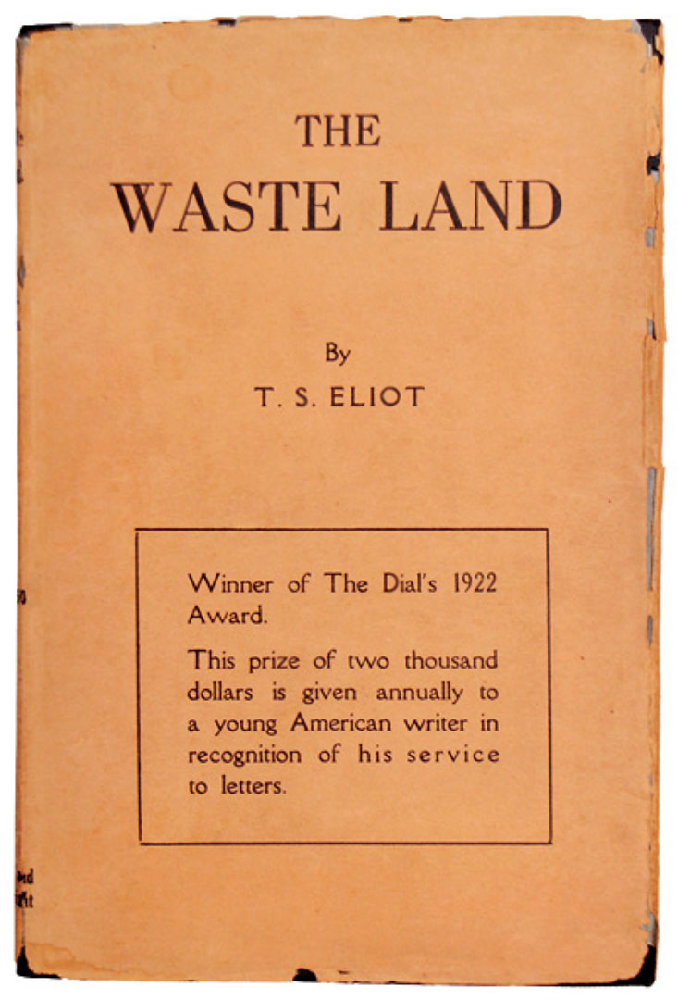 THE
WASTE LAND
By
T. S. ELIOT
Winner of The Dial's 1922
Award.
This prize of two thousand
dollars is given annually to
a young American writer in
recognition of his service
to letters.